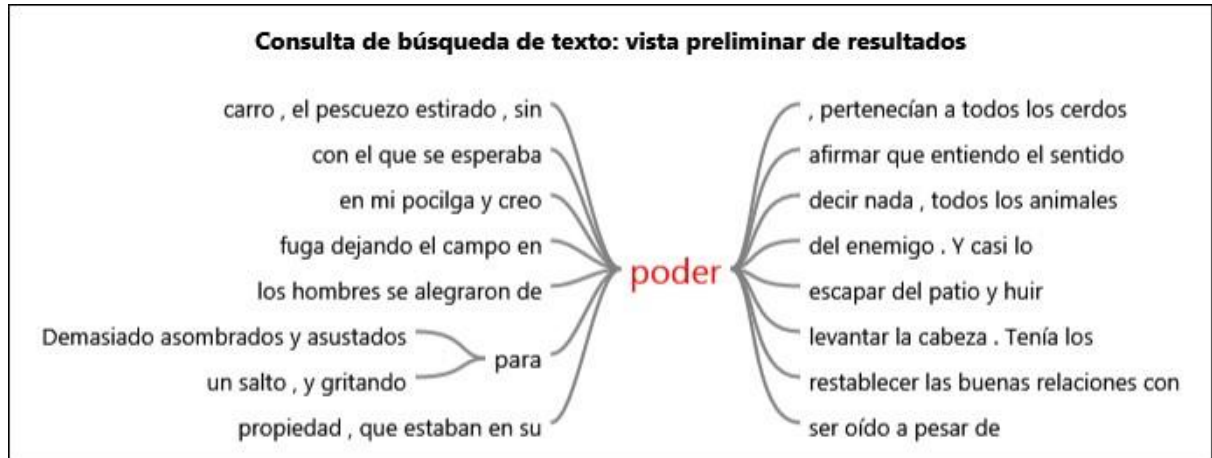 Consulta de búsqueda de texto: vista preliminar de resultados
carro , el pescuezo estirado , sin
con el que se esperaba
en mi pocilga y creo
fuga dejando el campo en
los hombres se alegraron de
Demasiado asombrados y asustados
un salto , y gritando
para
propiedad , que estaban en su
poder
, pertenecían a todos los cerdos
afirmar que entiendo el sentido
decir nada , todos los animales
del enemigo . Y casi lo
escapar del patio y huir
levantar la cabeza . Tenía los
restablecer las buenas relaciones con
ser oído a pesar de